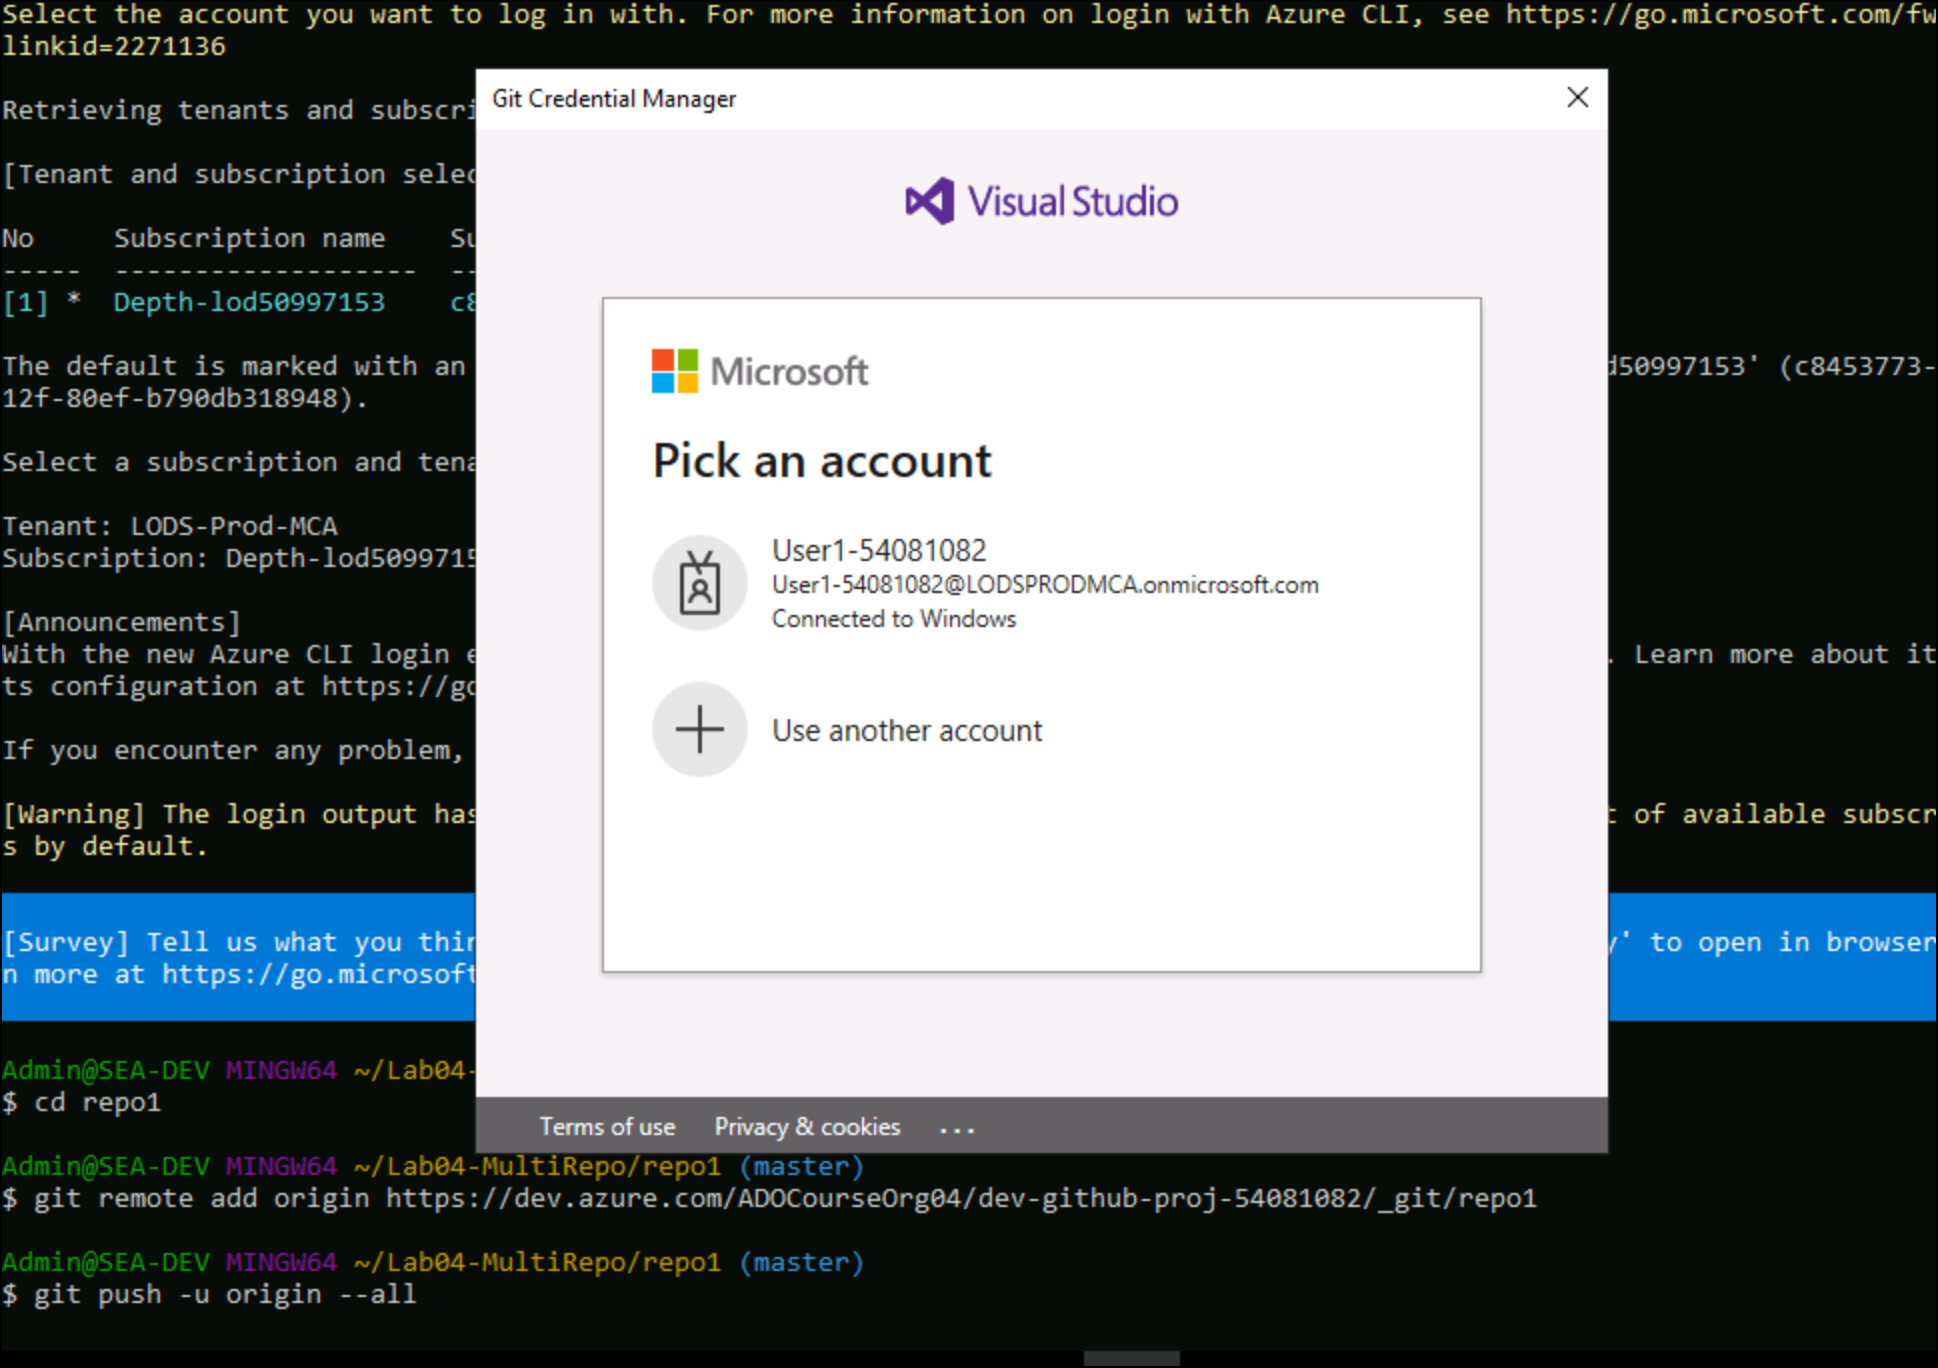 Select the account you want to log in with. For more information on login with Azure CLI, see https://go.microsoft.com/fw
linkid=2271136
Git Credential Manager
Retrieving tenants and subscri
Visual Studio
[Tenant and subscription selec
No Subscription name Su
----- ------------------- --
[1] * Depth-lod50997153 c8
Microsoft
The default is marked with an d50997153' (c8453773-
12f-80ef-b790db318948).
Pick an account
Select a subscription and tena
Tenant: LODS-Prod-MCA
Subscription: Depth-lod5099715
User1-54081082
User1-54081082@LODSPRODMCA.onmicrosoft.com
Connected to Windows
[Announcements]
With the new Azure CLI login e . Learn more about it
ts configuration at https://go
Use another account
If you encounter any problem,
[Warning] The login output has t of available subscr
s by default.
[Survey] Tell us what you thin y' to open in browser
n more at https://go.microsoft
Admin@SEA-DEV MINGW64 ~/Lab04-
$ cd repo1
Terms of use Privacy & cookies ...
Admin@SEA-DEV MINGW64 ~/Lab04-MultiRepo/repo1 (master)
$ git remote add origin https://dev.azure.com/ADOCourseOrg04/dev-github-proj-54081082/_git/repo1
Admin@SEA-DEV MINGW64 ~/Lab04-MultiRepo/repo1 (master)
$ git push -u origin --all